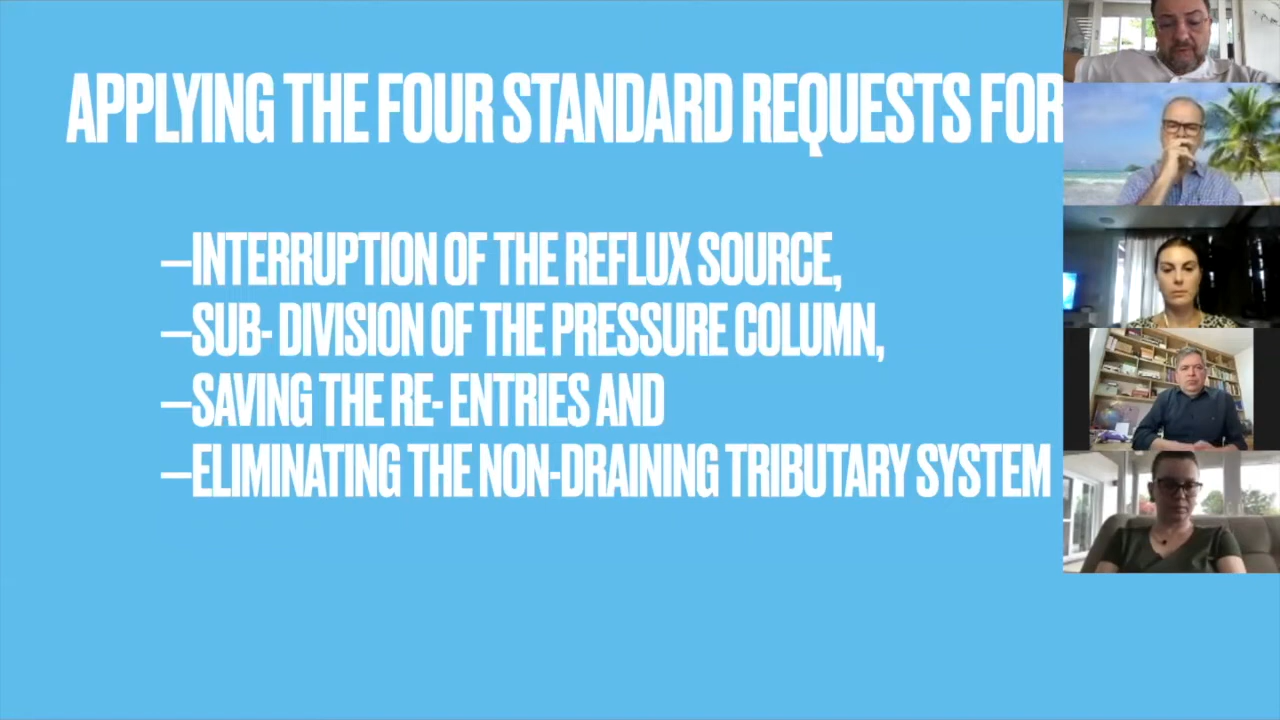 APPLYING THE FOUR STANDARD REQUESTS FOR
—INTERRUPTION OF THE REFLUX SOURCE,
—SUB- DIVISION OF THE PRESSURE COLUMN,
—SAVING THE RE- ENTRIES AND
—ELIMINATING THE NON-DRAINING TRIBUTARY SYSTEM